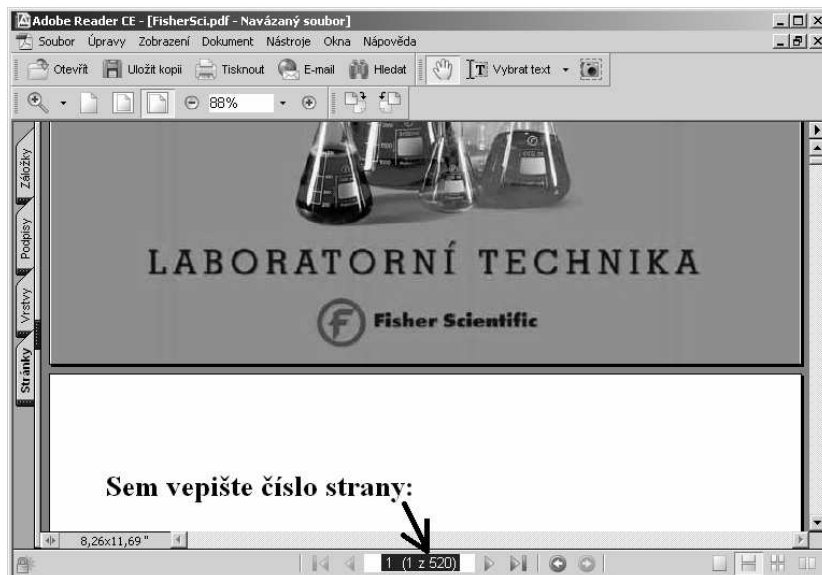 Adobe Reader CE - [FisherSci.pdf - Navázaný soubor]
Soubor Úpravy Zobrazení Dokument Nástroje Okna Nápověda
Otevřít Uložit kopii Tisknout E-mail Hledat Vybrat text
88%
Záložky
Podpisy
Vrstvy
Stránky
LABORATORNÍ TECHNIKA
Fisher Scientific
Sem vepište číslo strany:
8,26x11,69 "
1 (1 z 520)